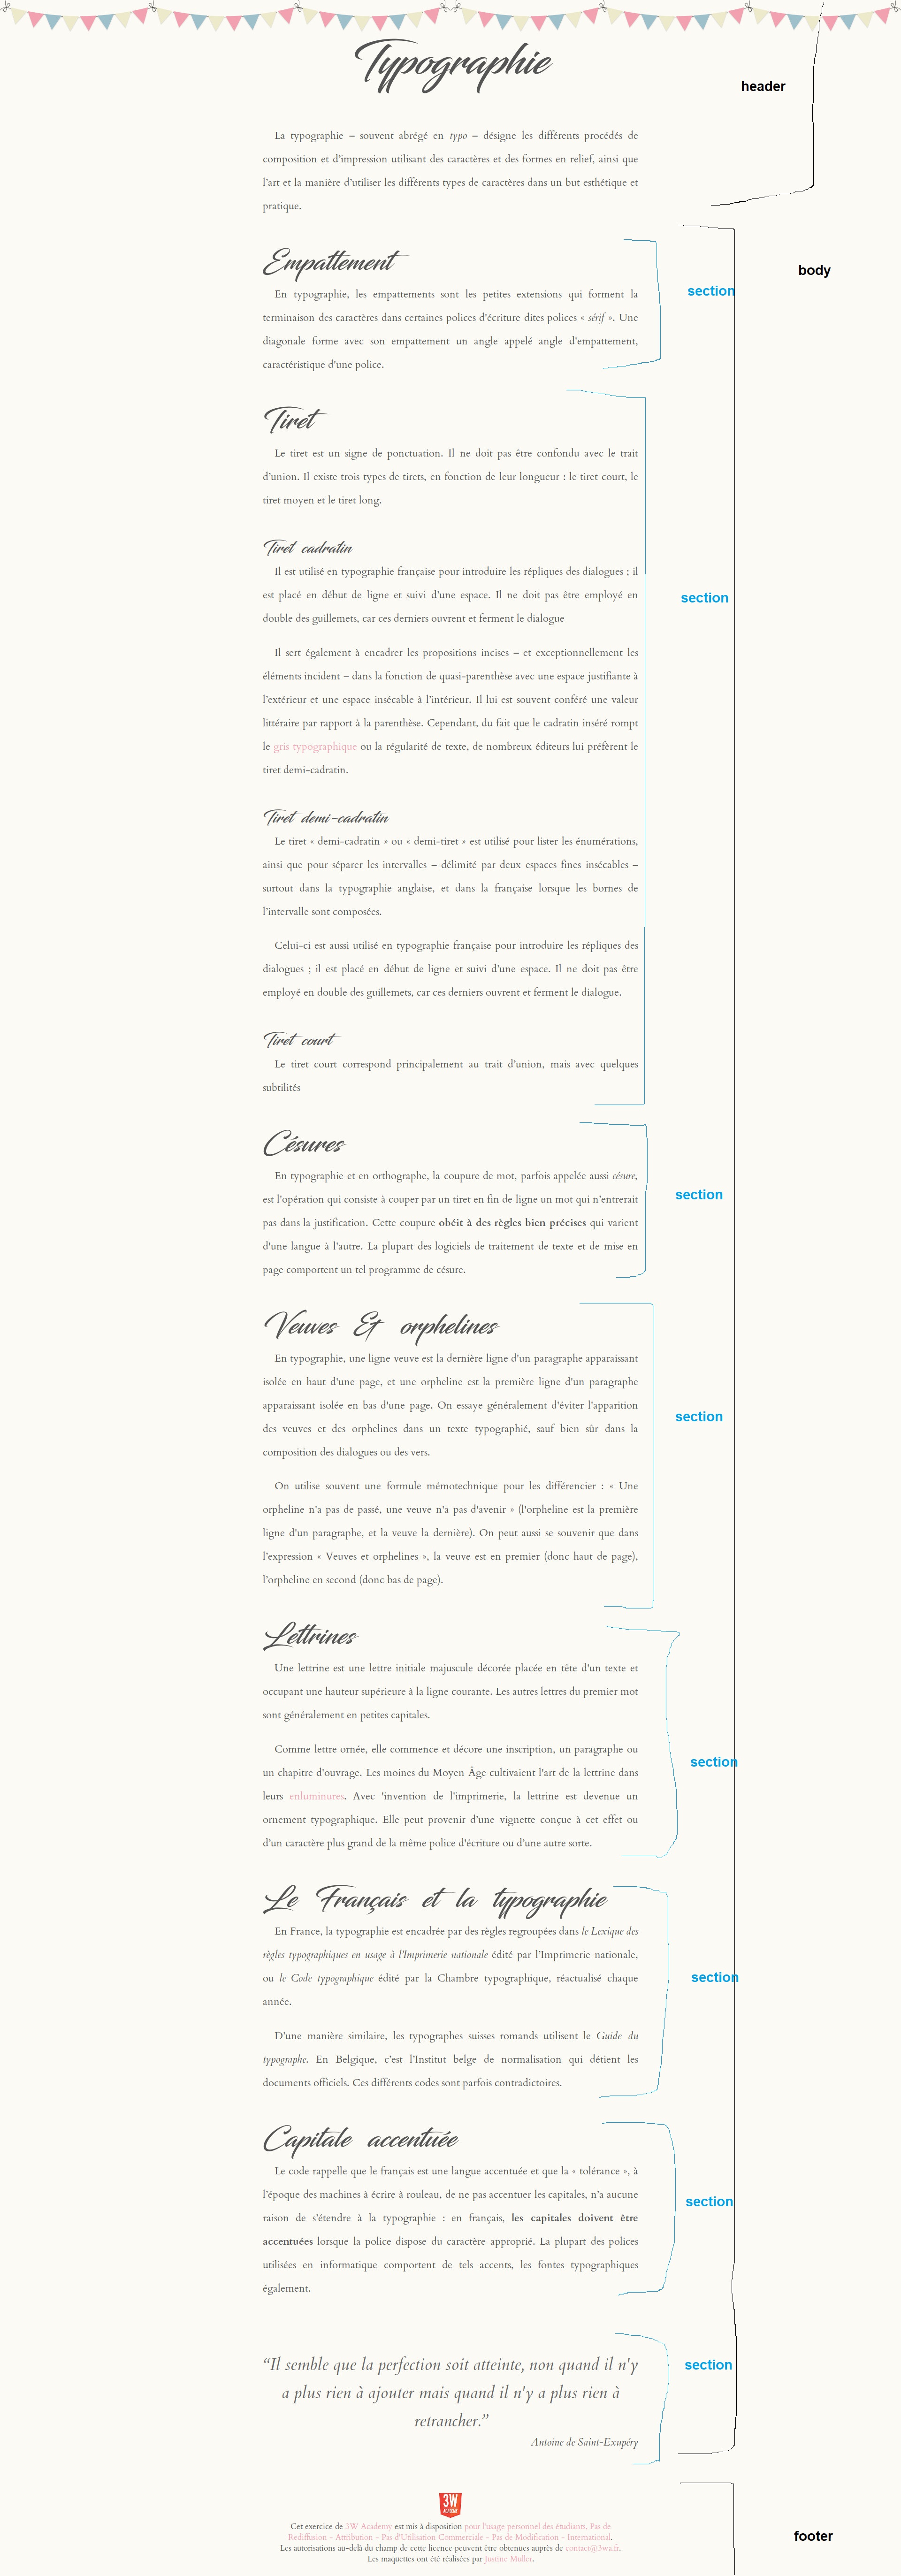 Typographie
header
La typographie – souvent abrégé en typo – désigne les différents procédés de
composition et d’impression utilisant des caractères et des formes en relief, ainsi que
l’art et la manière d’utiliser les différents types de caractères dans un but esthétique et
pratique.
body
Empattement
section
En typographie, les empattements sont les petites extensions qui forment la
terminaison des caractères dans certaines polices d'écriture dites polices « sérif ». Une
diagonale forme avec son empattement un angle appelé angle d'empattement,
caractéristique d'une police.
Tiret
Le tiret est un signe de ponctuation. Il ne doit pas être confondu avec le trait
d’union. Il existe trois types de tirets, en fonction de leur longueur : le tiret court, le
tiret moyen et le tiret long.
Tiret cadratin
Il est utilisé en typographie française pour introduire les répliques des dialogues ; il
est placé en début de ligne et suivi d’une espace. Il ne doit pas être employé en
section
double des guillemets, car ces derniers ouvrent et ferment le dialogue
Il sert également à encadrer les propositions incises – et exceptionnellement les
éléments incident – dans la fonction de quasi-parenthèse avec une espace justifiante à
l’extérieur et une espace insécable à l’intérieur. Il lui est souvent conféré une valeur
littéraire par rapport à la parenthèse. Cependant, du fait que le cadratin inséré rompt
le gris typographique ou la régularité de texte, de nombreux éditeurs lui préfèrent le
tiret demi-cadratin.
Tiret demi-cadratin
Le tiret « demi-cadratin » ou « demi-tiret » est utilisé pour lister les énumérations,
ainsi que pour séparer les intervalles – délimité par deux espaces fines insécables –
surtout dans la typographie anglaise, et dans la française lorsque les bornes de
l’intervalle sont composées.
Celui-ci est aussi utilisé en typographie française pour introduire les répliques des
dialogues ; il est placé en début de ligne et suivi d’une espace. Il ne doit pas être
employé en double des guillemets, car ces derniers ouvrent et ferment le dialogue.
Tiret court
Le tiret court correspond principalement au trait d'union, mais avec quelques
subtilités
Césures
En typographie et en orthographe, la coupure de mot, parfois appelée aussi césure,
section
est l'opération qui consiste à couper par un tiret en fin de ligne un mot qui n’entrerait
pas dans la justification. Cette coupure obéit à des règles bien précises qui varient
d'une langue à l'autre. La plupart des logiciels de traitement de texte et de mise en
page comportent un tel programme de césure.
Veuves & orphelines
En typographie, une ligne veuve est la dernière ligne d'un paragraphe apparaissant
isolée en haut d'une page, et une orpheline est la première ligne d'un paragraphe
apparaissant isolée en bas d'une page. On essaye généralement d'éviter l'apparition
section
des veuves et des orphelines dans un texte typographié, sauf bien sûr dans la
composition des dialogues ou des vers.
On utilise souvent une formule mémotechnique pour les différencier : « Une
orpheline n'a pas de passé, une veuve n'a pas d'avenir » (l'orpheline est la première
ligne d'un paragraphe, et la veuve la dernière). On peut aussi se souvenir que dans
l’expression « Veuves et orphelines », la veuve est en premier (donc haut de page),
l’orpheline en second (donc bas de page).
Lettrines
Une lettrine est une lettre initiale majuscule décorée placée en tête d'un texte et
occupant une hauteur supérieure à la ligne courante. Les autres lettres du premier mot
sont généralement en petites capitales.
Comme lettre ornée, elle commence et décore une inscription, un paragraphe ou
section
un chapitre d'ouvrage. Les moines du Moyen Âge cultivaient l'art de la lettrine dans
leurs enluminures. Avec 'invention de l'imprimerie, la lettrine est devenue un
ornement typographique. Elle peut provenir d’une vignette conçue à cet effet ou
d’un caractère plus grand de la même police d'écriture ou d’une autre sorte.
Le Français et la typographie
En France, la typographie est encadrée par des règles regroupées dans le Lexique des
règles typographiques en usage à l’Imprimerie nationale édité par l’Imprimerie nationale,
ou le Code typographique édité par la Chambre typographique, réactualisé chaque
section
année.
D’une manière similaire, les typographes suisses romands utilisent le Guide du
typographe. En Belgique, c’est l’Institut belge de normalisation qui détient les
documents officiels. Ces différents codes sont parfois contradictoires.
Capitale accentuée
Le code rappelle que le français est une langue accentuée et que la « tolérance », à
l’époque des machines à écrire à rouleau, de ne pas accentuer les capitales, n’a aucune
section
raison de s’étendre à la typographie : en français, les capitales doivent être
accentuées lorsque la police dispose du caractère approprié. La plupart des polices
utilisées en informatique comportent de tels accents, les fontes typographiques
également.
“Il semble que la perfection soit atteinte, non quand il n'y
section
a plus rien à ajouter mais quand il n'y a plus rien à
retrancher.”
Antoine de Saint-Exupéry
3W
ACADEMY
Cet exercice de 3W Academy est mis à disposition pour l'usage personnel des étudiants. Pas de
Rediffusion - Attribution - Pas d'Utilisation Commerciale - Pas de Modification - International.
footer
Les autorisations au-delà du champ de cette licence peuvent être obtenues auprès de contact@3wa.fr.
Les maquettes ont été réalisées par Justine Muller.